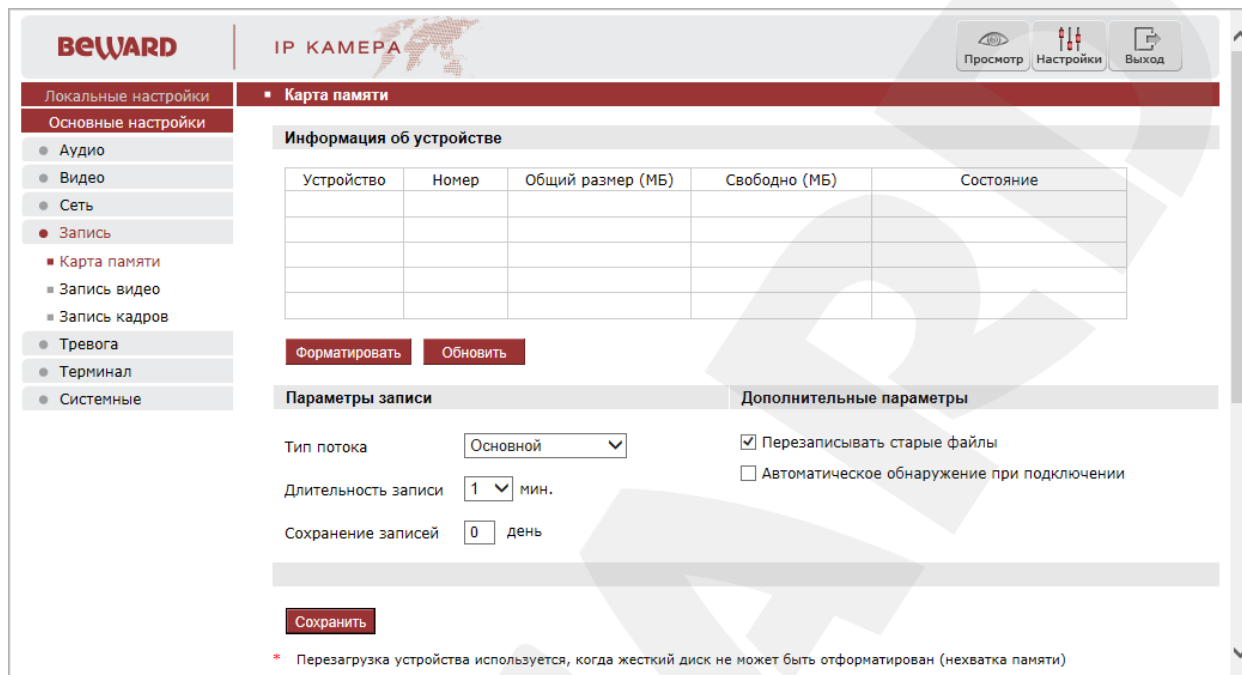 BEWARD
IP КАМЕРА
Просмотр
Настройки
Выход
Локальные настройки
Основные настройки
Аудио
Видео
Сеть
Запись
Карта памяти
Запись видео
Запись кадров
Тревога
Терминал
Системные
Карта памяти
Информация об устройстве
Устройство Номер Общий размер (МБ) Свободно (МБ) Состояние
Форматировать Обновить
Параметры записи
Тип потока Основной
Длительность записи 1 мин.
Сохранение записей 0 день
Дополнительные параметры
Перезаписывать старые файлы
Автоматическое обнаружение при подключении
Сохранить
* Перезагрузка устройства используется, когда жесткий диск не может быть отформатирован (нехватка памяти)